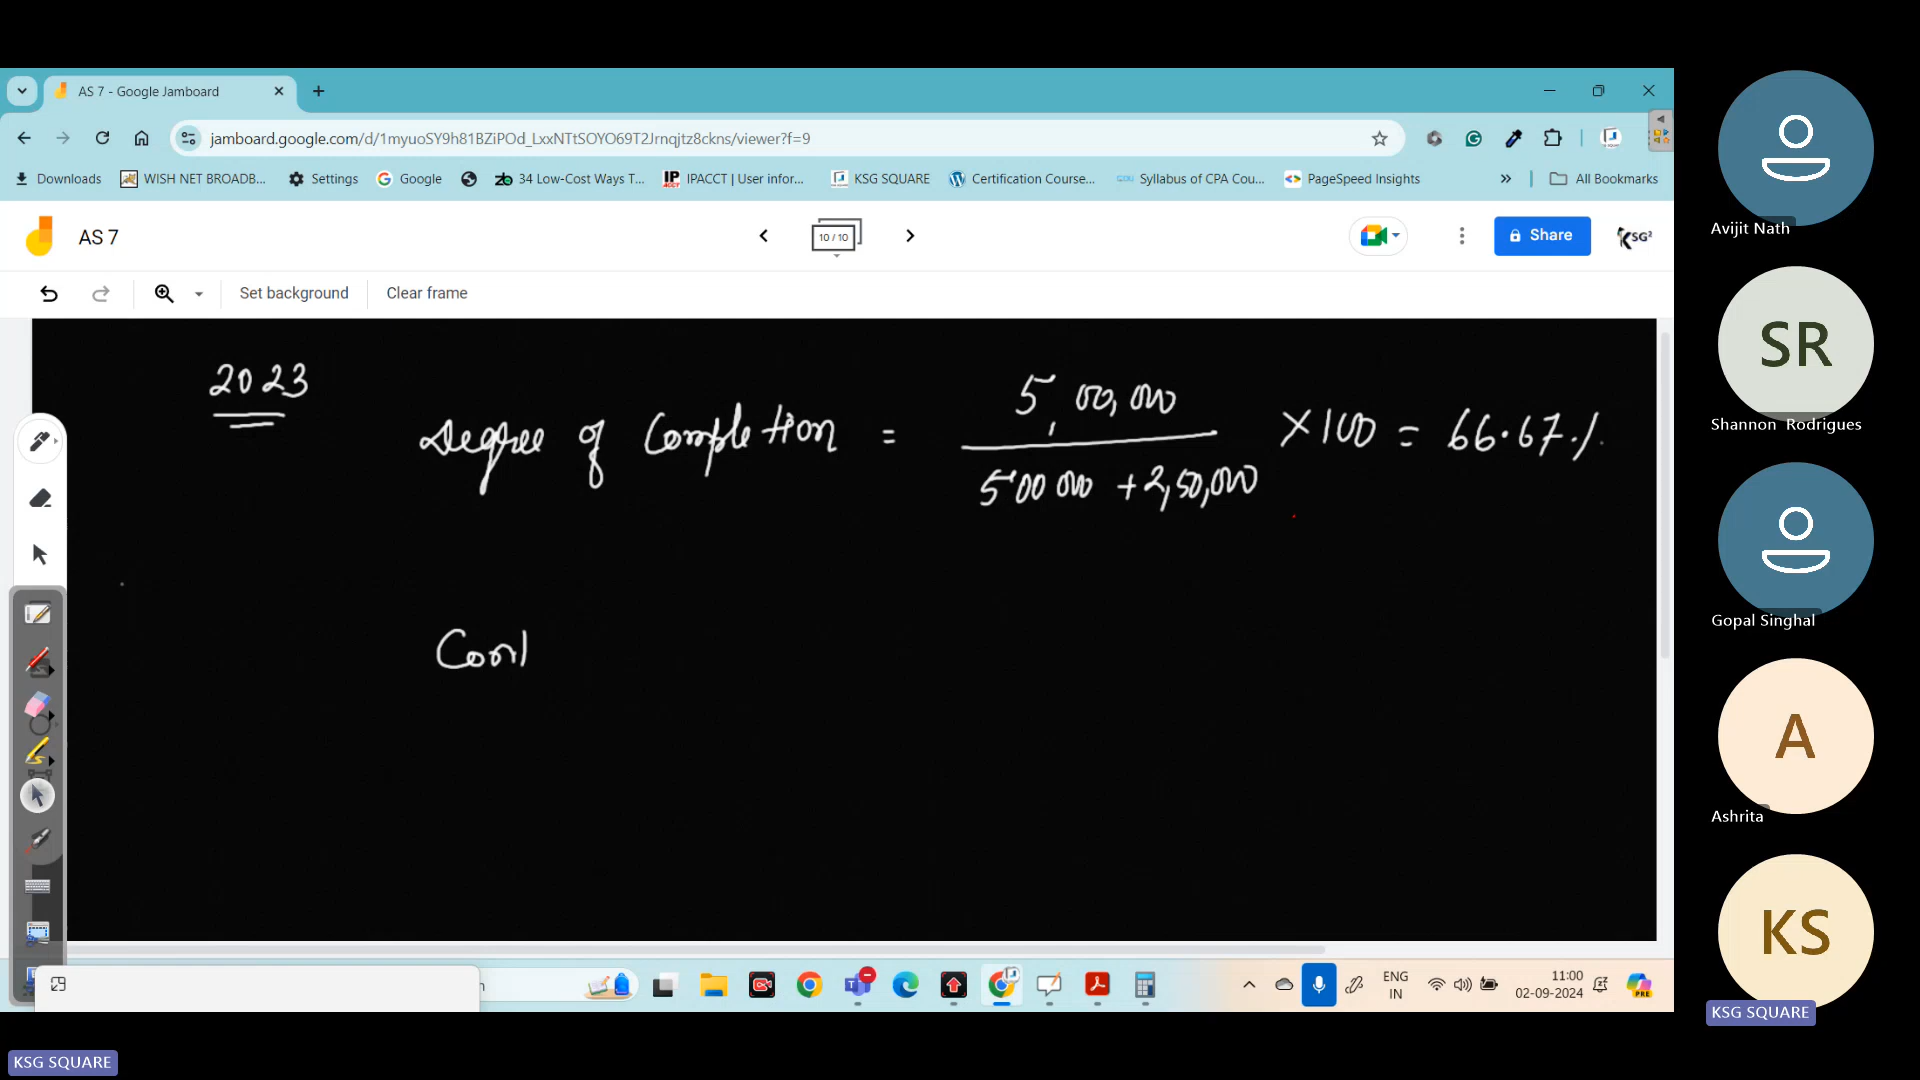 AS 7 - Google Jamboard
jamboard.google.com/d/1myuoSY9h81BZiPOd_LxxNTtSOYO69T2Jrnqjtz8ckns/viewer?f=9
Downloads WISH NET BROADB... Settings Google 34 Low-Cost Ways T... IPACCT | User infor... KSG SQUARE Certification Course... Syllabus of CPA Cou... PageSpeed Insights » All Bookmarks
AS 7 10 / 10 Share KSG²
Set background Clear frame
2023
5,00,000
Degree of Completion = ×100 = 66.67%
500000 + 2,50,000
Con
ENG
IN
11:00
02-09-2024
PRE
Avijit Nath
SR
Shannon Rodrigues
Gopal Singhal
A
Ashrita
KS
KSG SQUARE
KSG SQUARE